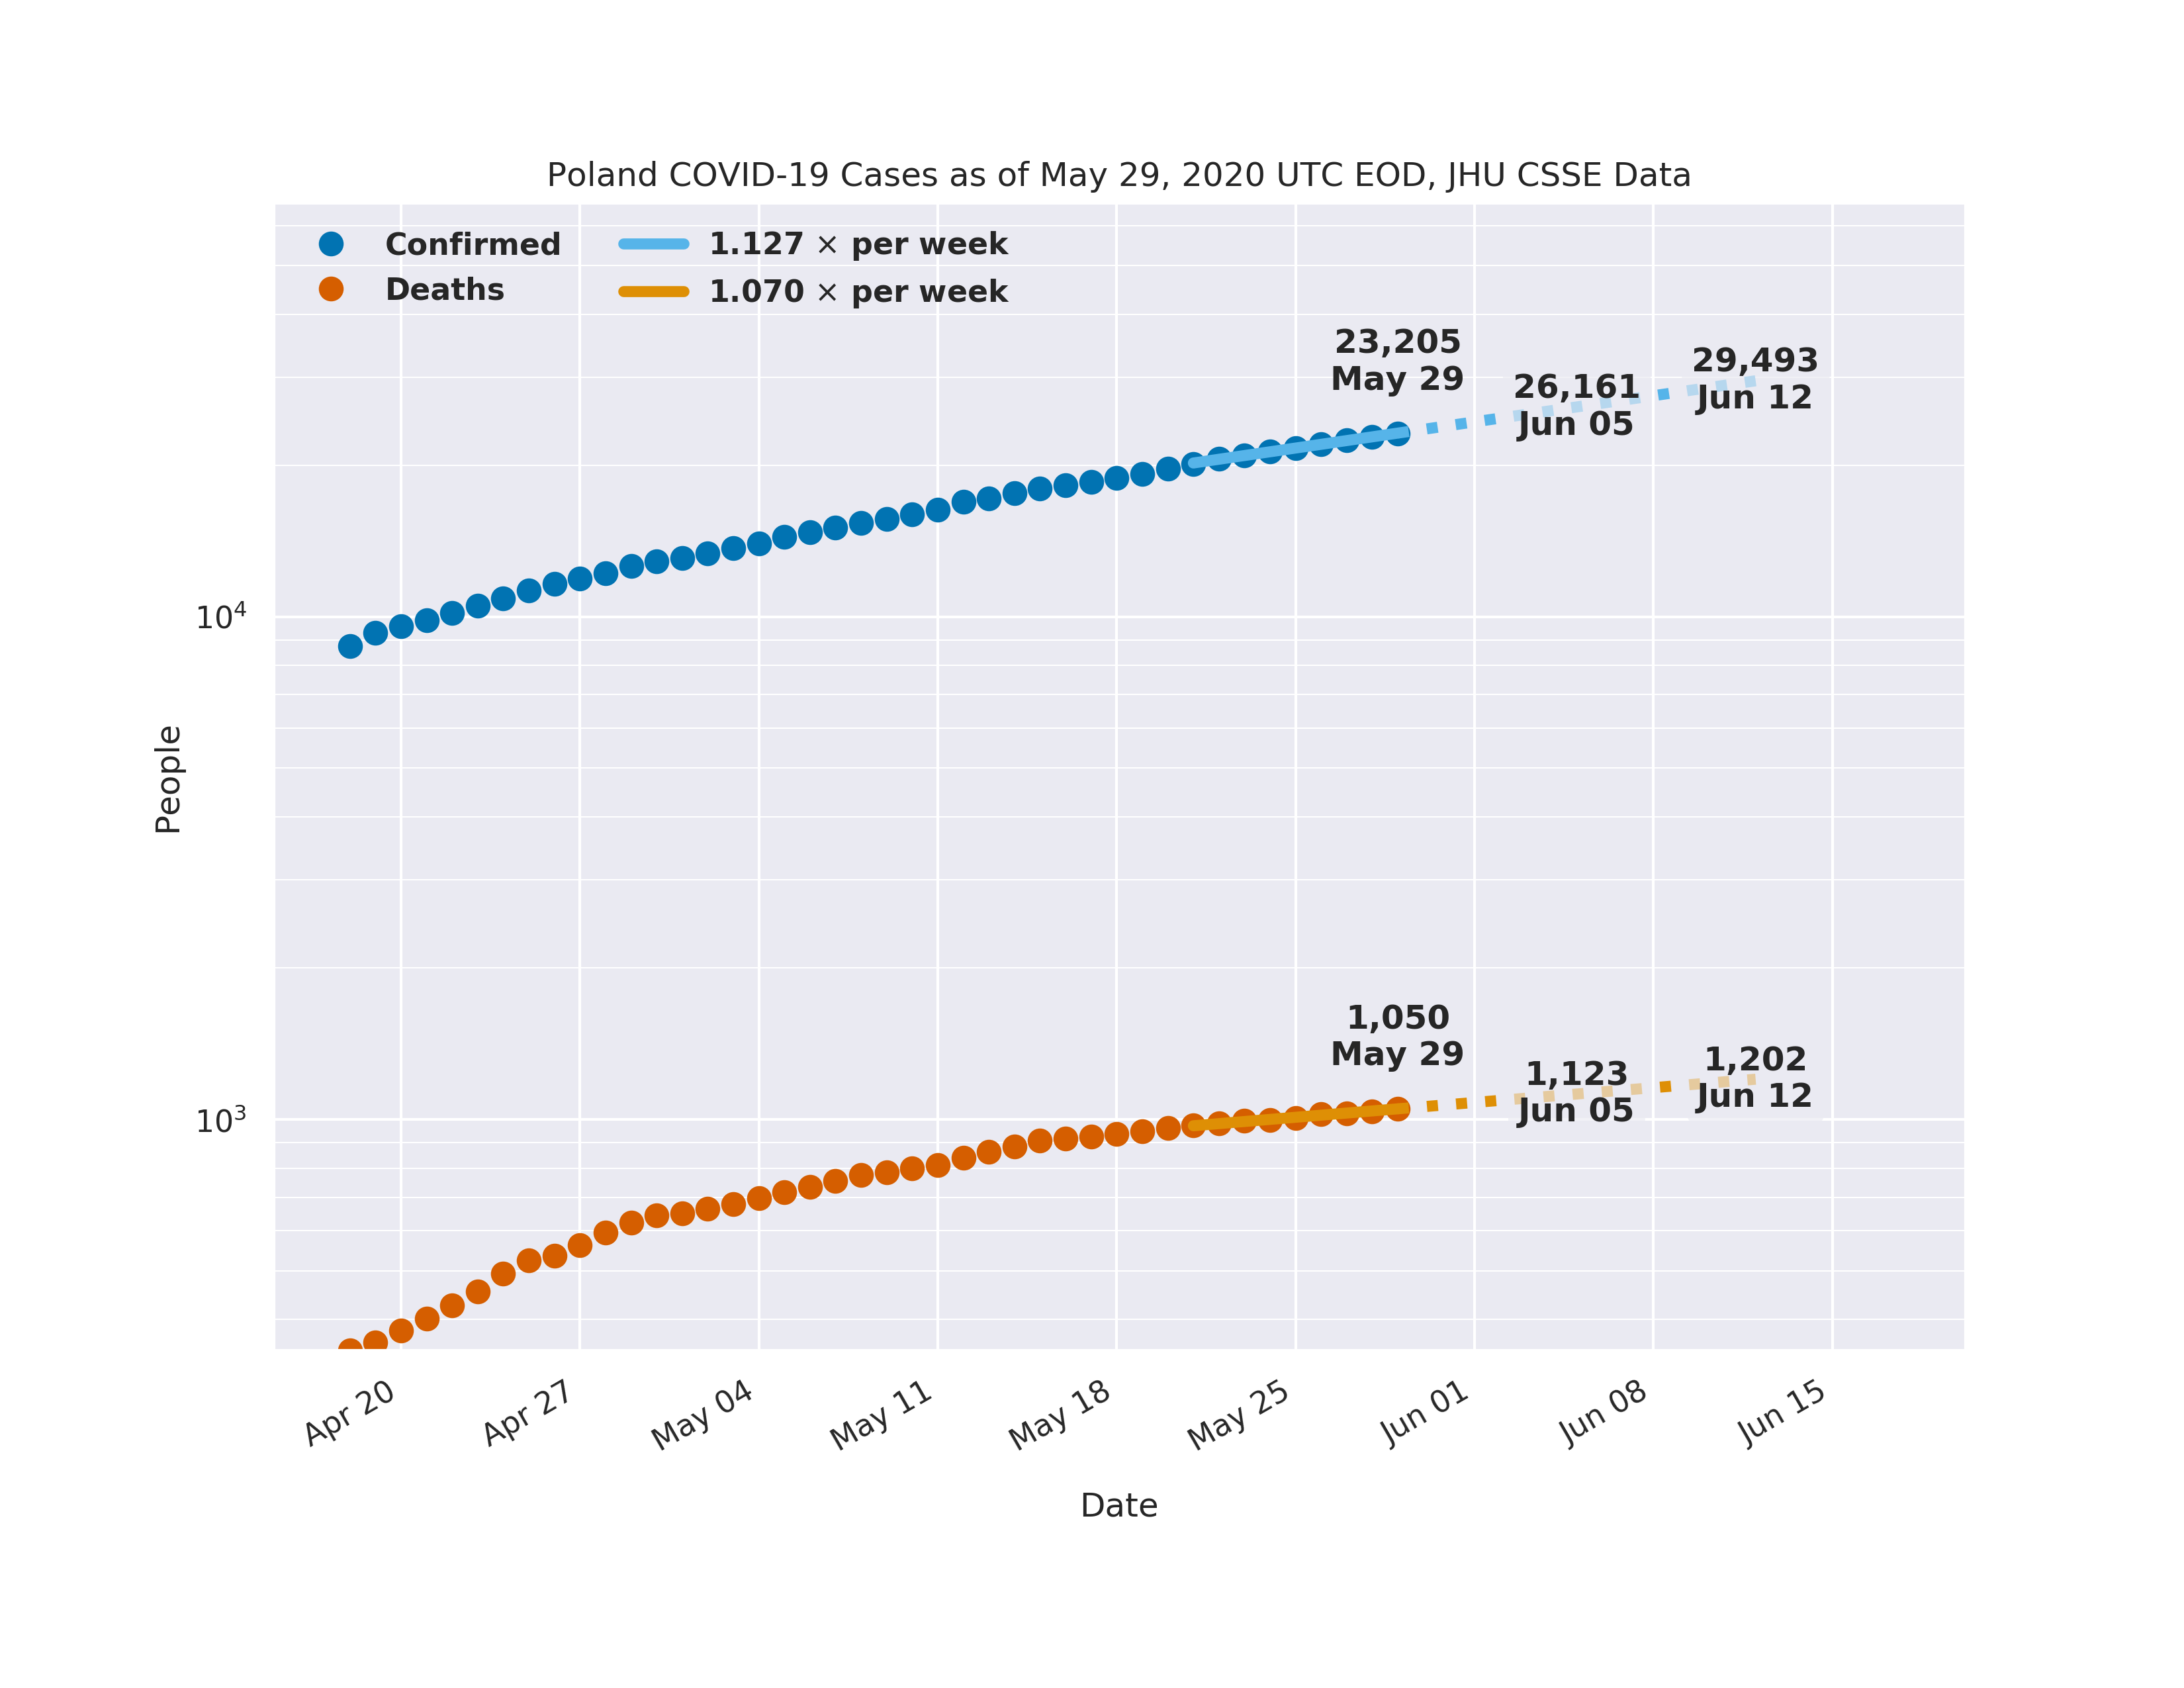 Poland COVID-19 Cases as of May 29, 2020 UTC EOD, JHU CSSE Data
Confirmed
Deaths
1.127 × per week
1.070 × per week
23,205
May 29
26,161
Jun 05
29,493
Jun 12
10⁴
People
1,050
May 29
1,123
Jun 05
1,202
Jun 12
10³
Apr 20
Apr 27
May 04
May 11
May 18
May 25
Jun 01
Jun 08
Jun 15
Date